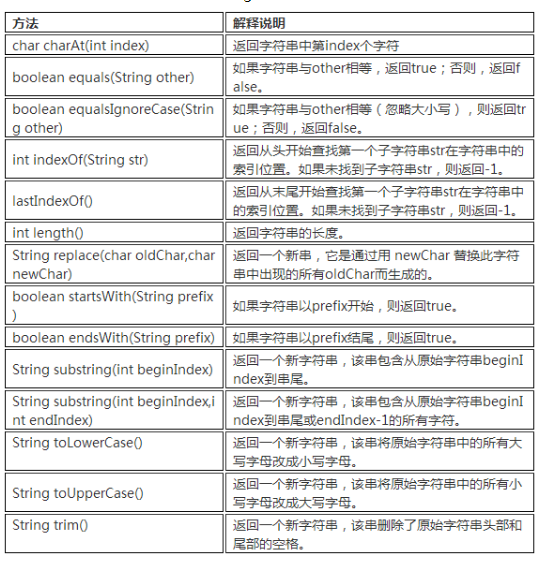 方法 解释说明
char charAt(int index) 返回字符串中第index个字符
boolean equals(String other) 如果字符串与other相等，返回true；否则，返回f
alse。
boolean equalsIgnoreCase(Strin
g other)
如果字符串与other相等（忽略大小写），则返回tr
ue；否则，返回false。
int indexOf(String str)
返回从头开始查找第一个子字符串str在字符串中的
索引位置。如果未找到子字符串str，则返回-1。
lastIndexOf()
返回从末尾开始查找第一个子字符串str在字符串中
的索引位置。如果未找到子字符串str，则返回-1。
int length() 返回字符串的长度。
String replace(char oldChar,char
newChar)
返回一个新串，它是通过用 newChar 替换此字符
串中出现的所有oldChar而生成的。
boolean startsWith(String prefix
)
如果字符串以prefix开始，则返回true。
boolean endsWith(String prefix) 如果字符串以prefix结尾，则返回true。
String substring(int beginIndex)
返回一个新字符串，该串包含从原始字符串beginI
ndex到串尾。
String substring(int beginIndex,i
nt endIndex)
返回一个新字符串，该串包含从原始字符串beginI
ndex到串尾或endIndex-1的所有字符。
String toLowerCase()
返回一个新字符串，该串将原始字符串中的所有大
写字母改成小写字母。
String toUpperCase()
返回一个新字符串，该串将原始字符串中的所有小
写字母改成大写字母。
String trim()
返回一个新字符串，该串删除了原始字符串头部和
尾部的空格。